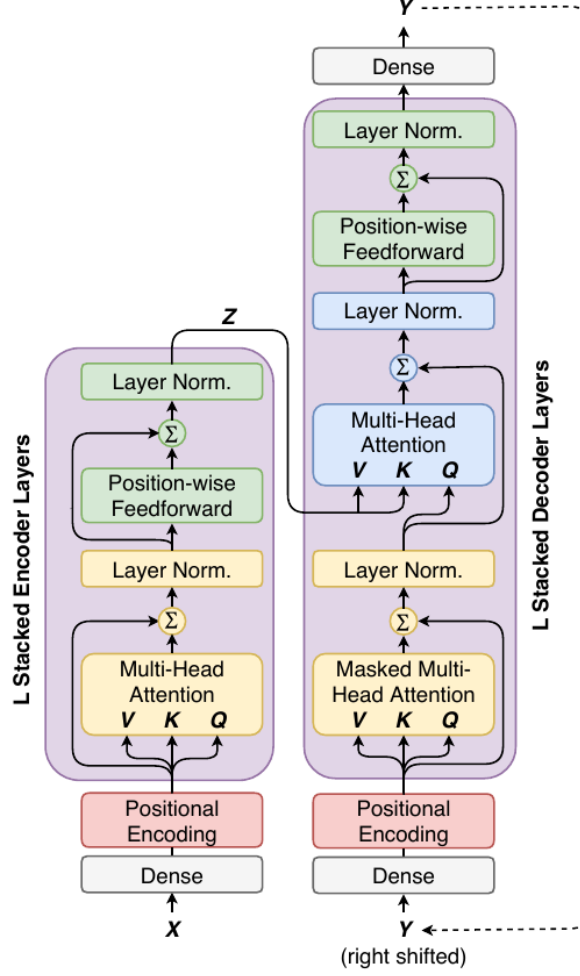 Y
Dense
Layer Norm.
Σ
Position-wise
Feedforward
Layer Norm.
Σ
Multi-Head
Attention
V K Q
Layer Norm.
Σ
Masked Multi-
Head Attention
V K Q
Positional
Encoding
Dense
Y
(right shifted)
L Stacked Decoder Layers
Z
Layer Norm.
Σ
Position-wise
Feedforward
Layer Norm.
Σ
Multi-Head
Attention
V K Q
Positional
Encoding
Dense
X
L Stacked Encoder Layers